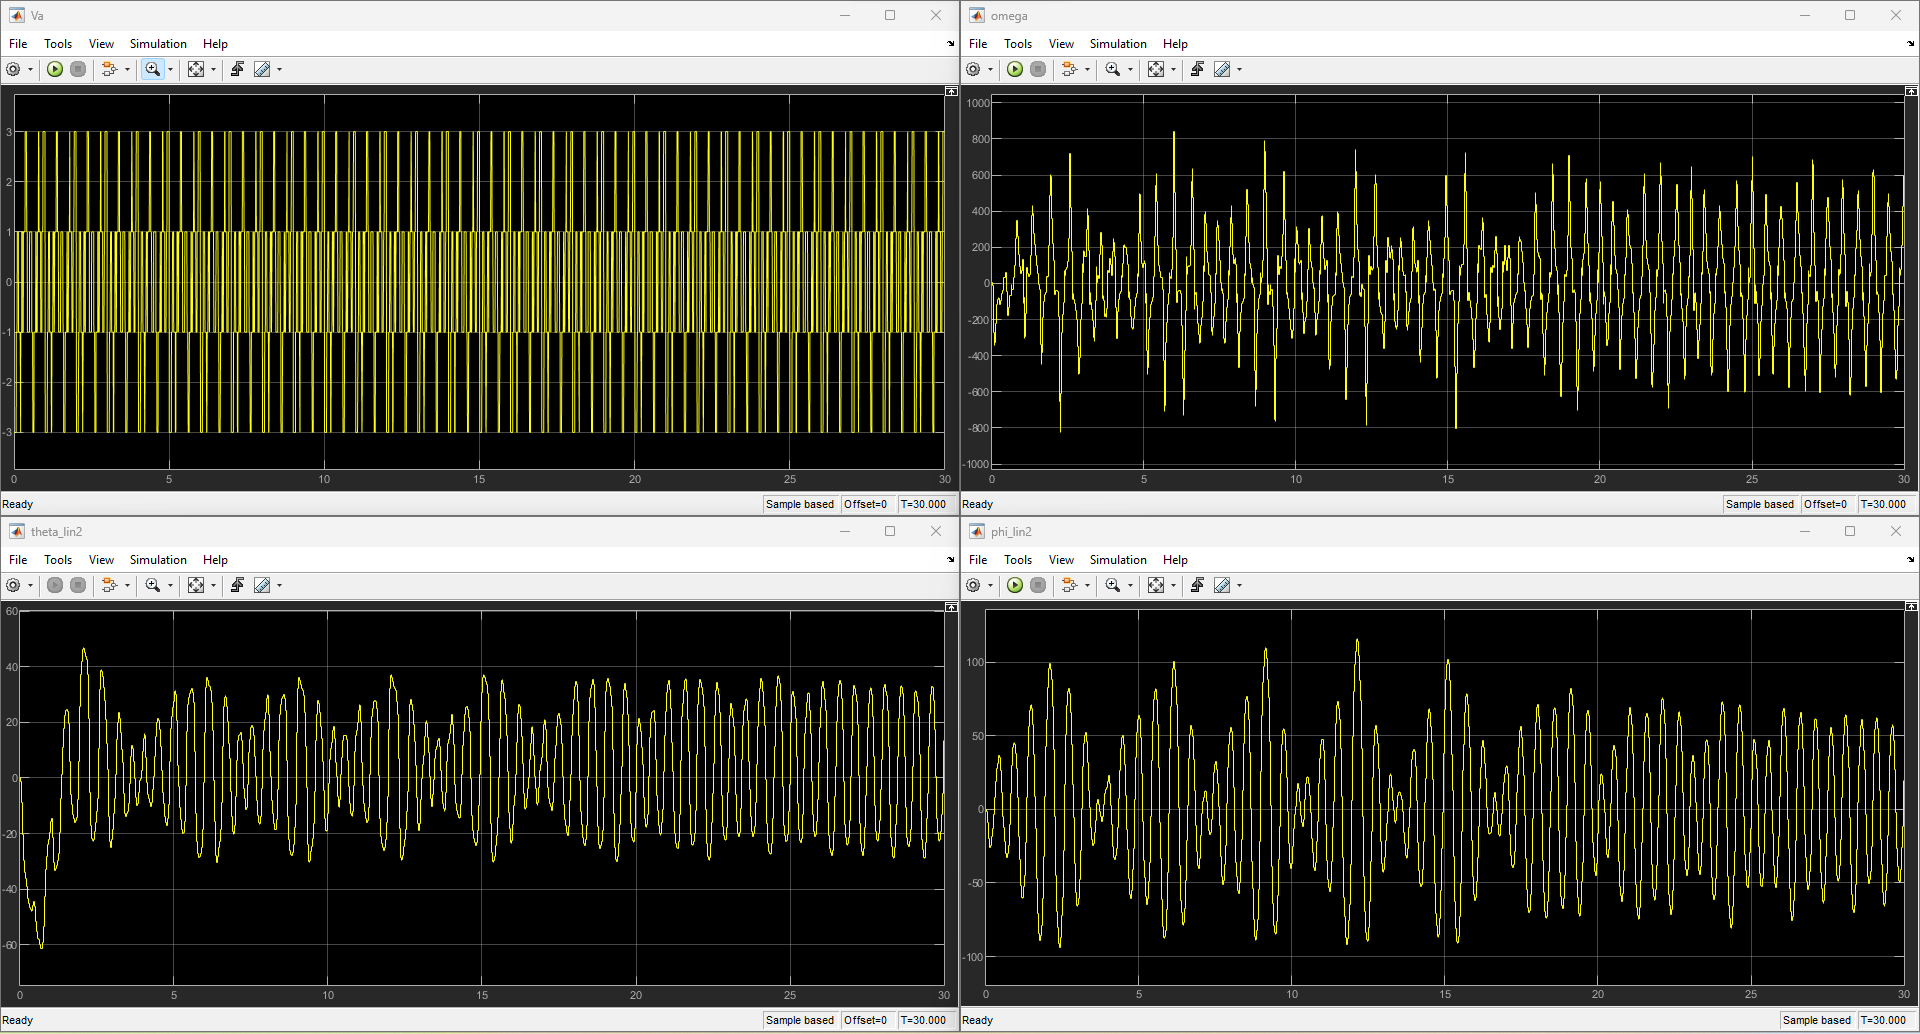 Va
File Tools View Simulation Help
3
2
1
0
-1
-2
-3
0 5 10 15 20 25 30
Ready Sample based Offset=0 T=30.000
omega
File Tools View Simulation Help
1000
800
600
400
200
0
-200
-400
-600
-800
-1000
0 5 10 15 20 25 30
Ready Sample based Offset=0 T=30.000
theta_lin2
File Tools View Simulation Help
60
40
20
0
-20
-40
-60
0 5 10 15 20 25 30
Ready Sample based Offset=0 T=30.000
phi_lin2
File Tools View Simulation Help
100
50
0
-50
-100
0 5 10 15 20 25 30
Ready Sample based T=30.000